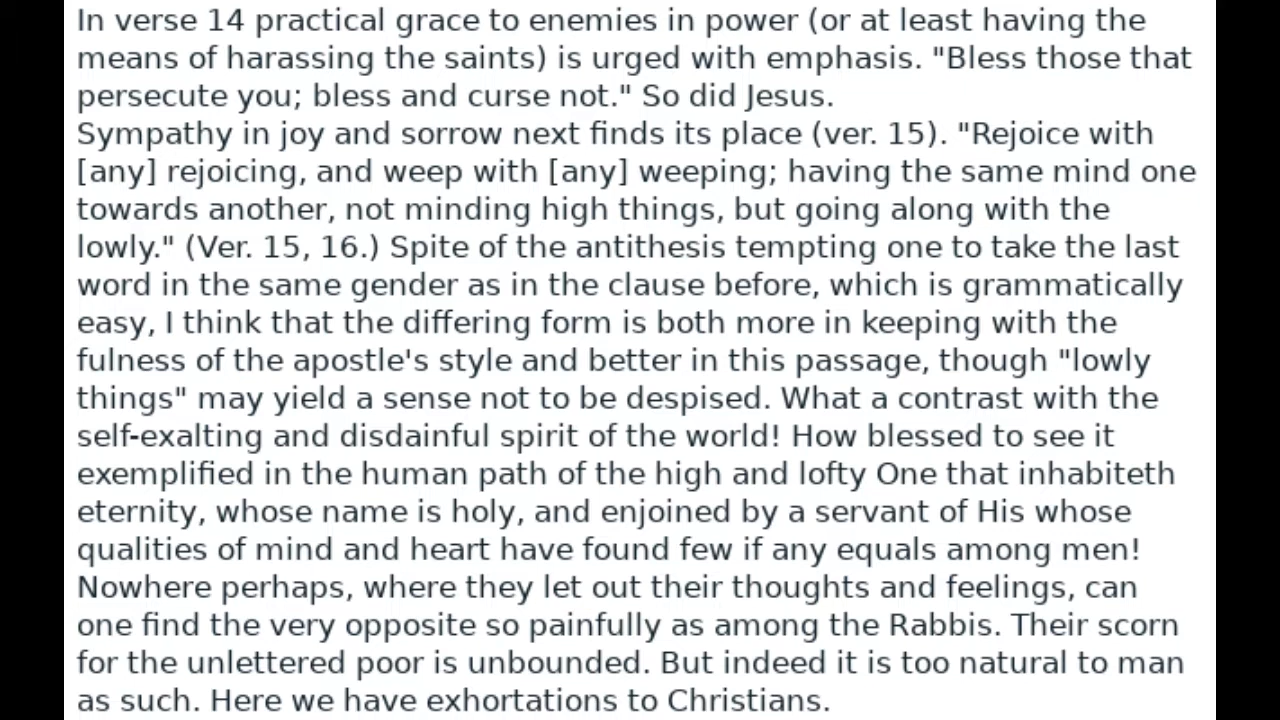 In verse 14 practical grace to enemies in power (or at least having the
means of harassing the saints) is urged with emphasis. "Bless those that
persecute you; bless and curse not." So did Jesus.
Sympathy in joy and sorrow next finds its place (ver. 15). "Rejoice with
[any] rejoicing, and weep with [any] weeping; having the same mind one
towards another, not minding high things, but going along with the
lowly." (Ver. 15, 16.) Spite of the antithesis tempting one to take the last
word in the same gender as in the clause before, which is grammatically
easy, I think that the differing form is both more in keeping with the
fulness of the apostle's style and better in this passage, though "lowly
things" may yield a sense not to be despised. What a contrast with the
self-exalting and disdainful spirit of the world! How blessed to see it
exemplified in the human path of the high and lofty One that inhabiteth
eternity, whose name is holy, and enjoined by a servant of His whose
qualities of mind and heart have found few if any equals among men!
Nowhere perhaps, where they let out their thoughts and feelings, can
one find the very opposite so painfully as among the Rabbis. Their scorn
for the unlettered poor is unbounded. But indeed it is too natural to man
as such. Here we have exhortations to Christians.